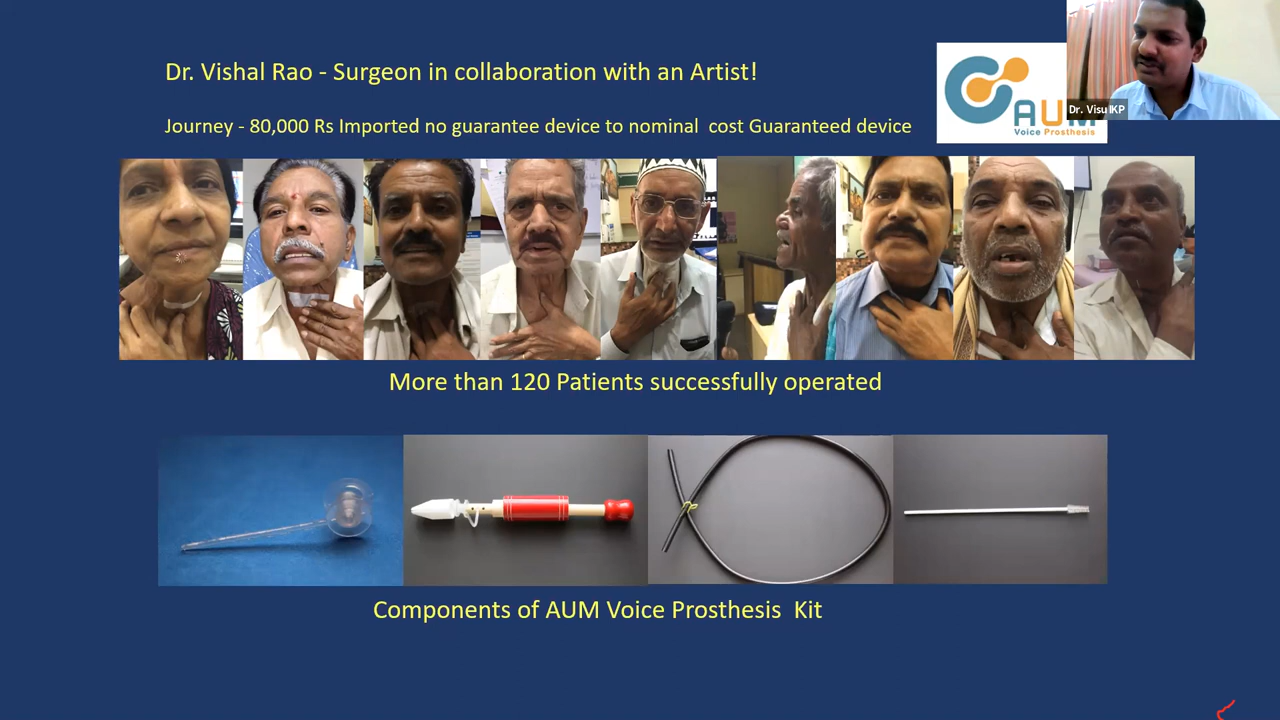 Dr. Vishal Rao - Surgeon in collaboration with an Artist!
Journey - 80,000 Rs Imported no guarantee device to nominal cost Guaranteed device
AUM
Voice Prosthesis
Dr. Visu IKP
More than 120 Patients successfully operated
Components of AUM Voice Prosthesis Kit